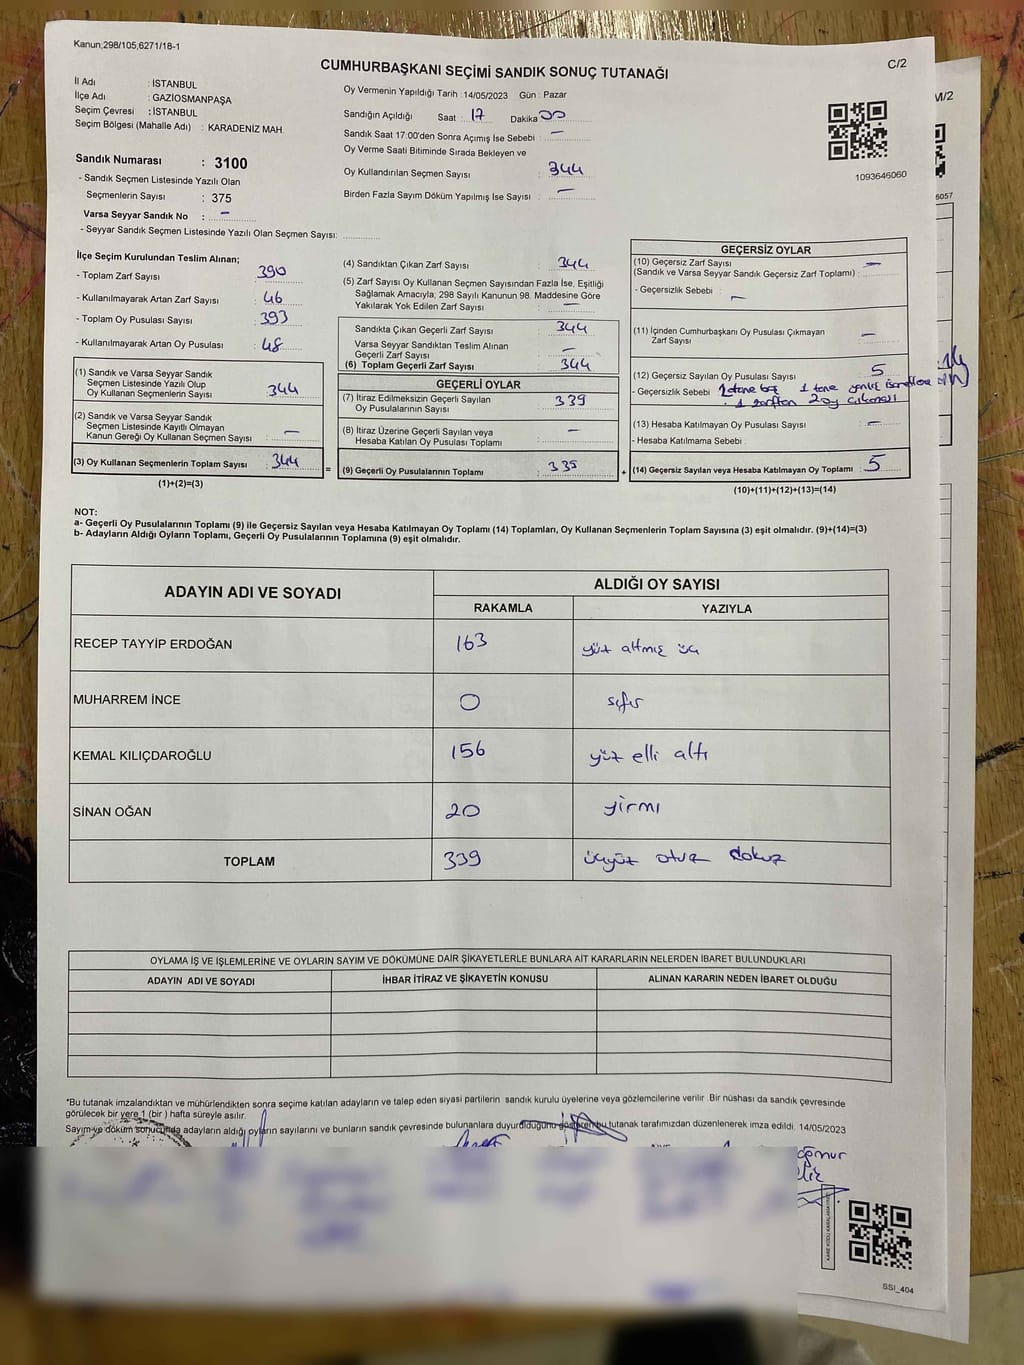 Kanun;298/105,6271/18-1
C/2
CUMHURBAŞKANI SEÇİMİ SANDIK SONUÇ TUTANAĞI
İl Adı : İSTANBUL
İlçe Adı : GAZİOSMANPAŞA
Seçim Çevresi : İSTANBUL
Seçim Bölgesi (Mahalle Adı) : KARADENİZ MAH.
Sandık Numarası : 3100
- Sandık Seçmen Listesinde Yazılı Olan
Seçmenlerin Sayısı : 375
Varsa Seyyar Sandık No : -
- Seyyar Sandık Seçmen Listesinde Yazılı Olan Seçmen Sayısı:
Oy Vermenin Yapıldığı Tarih :14/05/2023 Gün : Pazar
Sandığın Açıldığı Saat : 17 Dakika 00
Sandık Saat 17:00'den Sonra Açımış İse Sebebi : -
Oy Verme Saati Bitiminde Sırada Bekleyen ve
Oy Kullandırılan Seçmen Sayısı : 344
Birden Fazla Sayım Döküm Yapılmış İse Sayısı : -
1093646060
M/2
6057
İlçe Seçim Kurulundan Teslim Alınan;
- Toplam Zarf Sayısı : 390
- Kullanılmayarak Artan Zarf Sayısı : 46
- Toplam Oy Pusulası Sayısı : 393
- Kullanılmayarak Artan Oy Pusulası : 48
(1) Sandık ve Varsa Seyyar Sandık
Seçmen Listesinde Yazılı Olup
Oy Kullanan Seçmenlerin Sayısı : 344
(2) Sandık ve Varsa Seyyar Sandık
Seçmen Listesinde Kayıtlı Olmayan
Kanun Gereği Oy Kullanan Seçmen Sayısı : -
(3) Oy Kullanan Seçmenlerin Toplam Sayısı : 344
(1)+(2)=(3)
=
(4) Sandıktan Çıkan Zarf Sayısı : 344
(5) Zarf Sayısı Oy Kullanan Seçmen Sayısından Fazla İse, Eşitliği
Sağlamak Amacıyla, 298 Sayılı Kanunun 98. Maddesine Göre
Yakılarak Yok Edilen Zarf Sayısı : -
Sandıkta Çıkan Geçerli Zarf Sayısı : 344
Varsa Seyyar Sandıktan Teslim Alınan
Geçerli Zarf Sayısı : -
(6) Toplam Geçerli Zarf Sayısı : 344
GEÇERLİ OYLAR
(7) İtiraz Edilmeksizin Geçerli Sayılan
Oy Pusulalarının Sayısı : 339
(8) İtiraz Üzerine Geçerli Sayılan veya
Hesaba Katılan Oy Pusulası Toplamı : -
(9) Geçerli Oy Pusulalarının Toplamı : 339
+
GEÇERSİZ OYLAR
(10) Geçersiz Zarf Sayısı
(Sandık ve Varsa Seyyar Sandık Geçersiz Zarf Toplamı) : -
- Geçersizlik Sebebi : -
(11) İçinden Cumhurbaşkanı Oy Pusulası Çıkmayan
Zarf Sayısı : -
(12) Geçersiz Sayılan Oy Pusulası Sayısı : 5
- Geçersizlik Sebebi : 2 tane boş 1 tane yanlış
1 zarftan 2 oy çıkması
(13) Hesaba Katılmayan Oy Pusulası Sayısı : -
- Hesaba Katılmama Sebebi :
(14) Geçersiz Sayılan veya Hesaba Katılmayan Oy Toplamı : 5
(10)+(11)+(12)+(13)=(14)
NOT:
a- Geçerli Oy Pusulalarının Toplamı (9) ile Geçersiz Sayılan veya Hesaba Katılmayan Oy Toplamı (14) Toplamları, Oy Kullanan Seçmenlerin Toplam Sayısına (3) eşit olmalıdır. (9)+(14)=(3)
b- Adayların Aldığı Oyların Toplamı, Geçerli Oy Pusulalarının Toplamına (9) eşit olmalıdır.
ADAYIN ADI VE SOYADI
ALDIĞI OY SAYISI
RAKAMLA YAZIYLA
RECEP TAYYİP ERDOĞAN 163 yüz altmış üç
MUHARREM İNCE 0 sıfır
KEMAL KILIÇDAROĞLU 156 yüz elli altı
SİNAN OĞAN 20 yirmi
TOPLAM 339 üçyüz otuz dokuz
OYLAMA İŞ VE İŞLEMLERİNE VE OYLARIN SAYIM VE DÖKÜMÜNE DAİR ŞİKAYETLERLE BUNLARA AİT KARARLARIN NELERDEN İBARET BULUNDUKLARI
ADAYIN ADI VE SOYADI İHBAR İTİRAZ VE ŞİKAYETİN KONUSU ALINAN KARARIN NEDEN İBARET OLDUĞU
*Bu tutanak imzalandıktan ve mühürlendikten sonra seçime katılan adayların ve talep eden siyasi partilerin sandık kurulu üyelerine veya gözlemcilerine verilir .Bir nüshası da sandık çevresinde
görülecek bir yere 1 (bir ) hafta süreyle asılır.
Sayım ve döküm sonucunda adayların aldığı oyların sayılarını ve bunların sandık çevresinde bulunanlara duyurulduğunu gösteren bu tutanak tarafımızdan düzenlenerek imza edildi. 14/05/2023
SSİ_404